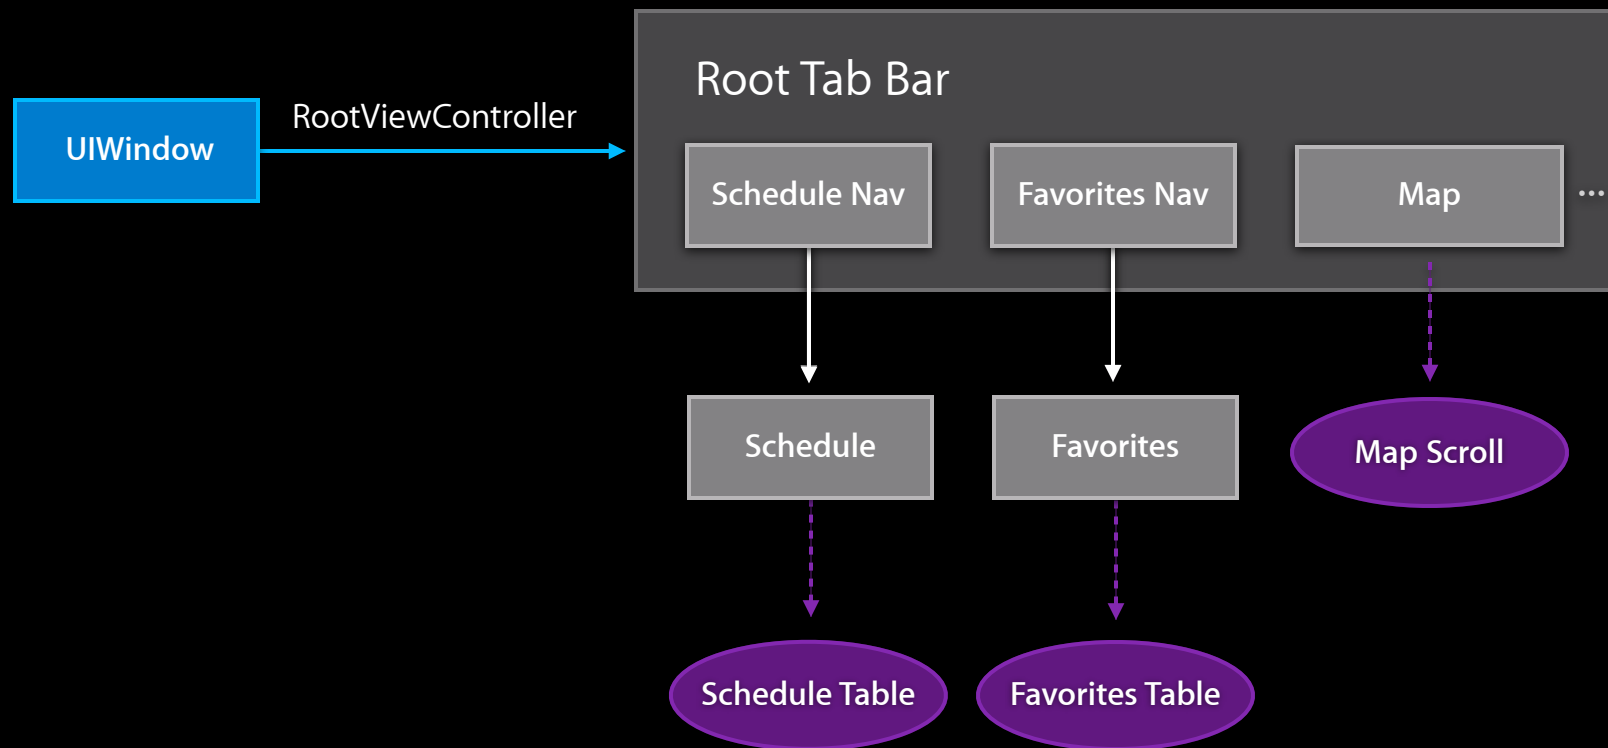 Root Tab Bar
RootViewController
UIWindow
Schedule Nav
Favorites Nav
Map
...
Schedule
Favorites
Map Scroll
Schedule Table
Favorites Table